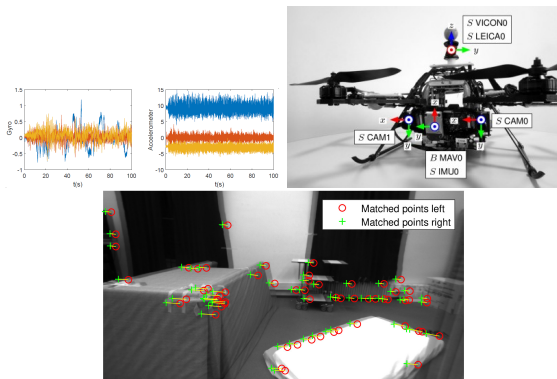 Gyro
1.5
1
0.5
0
-0.5
-1
0
20
40
60
80
100
t(s)
Accelerometer
15
10
5
0
-5
-10
0
20
40
60
80
100
t(s)
z
S VICON0
S LEICA0
y
x
S CAM1
y
y
z
x
B MAV0
S IMU0
x
S CAM0
y
Matched points left
Matched points right